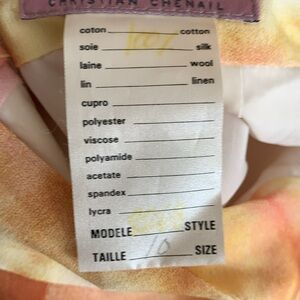 CHRISTIAN CHENAIL
coton cotton
soie silk
laine wool
lin linen
cupro
polyester
viscose
polyamide
acetate
spandex
lycra
MODELE STYLE
TAILLE 10 SIZE